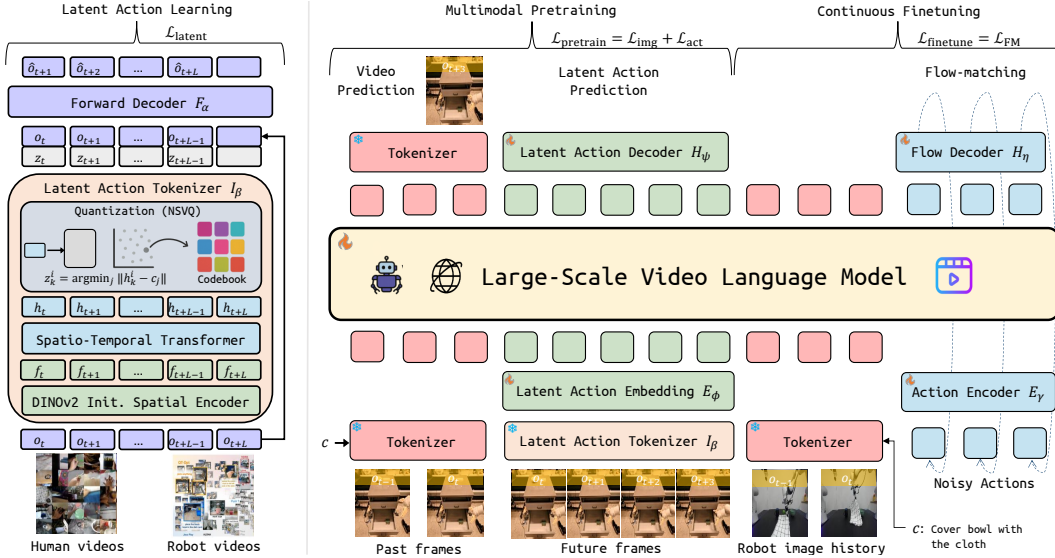 Latent Action Learning
ℒ_latent
ô_{t+1} ô_{t+2} … ô_{t+L}
Forward Decoder F_α
o_t o_{t+1} … o_{t+L−1}
z_t z_{t+1} … z_{t+L−1}
Latent Action Tokenizer I_β
Quantization (NSVQ)
z_k^i = argmin_j ‖h_k^i − c_j‖
Codebook
h_t h_{t+1} … h_{t+L−1} h_{t+L}
Spatio-Temporal Transformer
f_t f_{t+1} … f_{t+L−1} f_{t+L}
DINOv2 Init. Spatial Encoder
o_t o_{t+1} … o_{t+L−1} o_{t+L}
Human videos
Robot videos
Multimodal Pretraining
ℒ_pretrain = ℒ_img + ℒ_act
Video
Prediction
o_{t+3}
Latent Action
Prediction
Tokenizer
Latent Action Decoder H_ψ
Continuous Finetuning
ℒ_finetune = ℒ_FM
Flow-matching
Flow Decoder H_η
Large-Scale Video Language Model
Latent Action Embedding E_ϕ
Action Encoder E_γ
c
Tokenizer
Latent Action Tokenizer I_β
Tokenizer
o_{t−1} o_t
o_t o_{t+1} o_{t+2} o_{t+3}
o_{t−1} o_t
Noisy Actions
Past frames
Future frames
Robot image history
c: Cover bowl with
the cloth